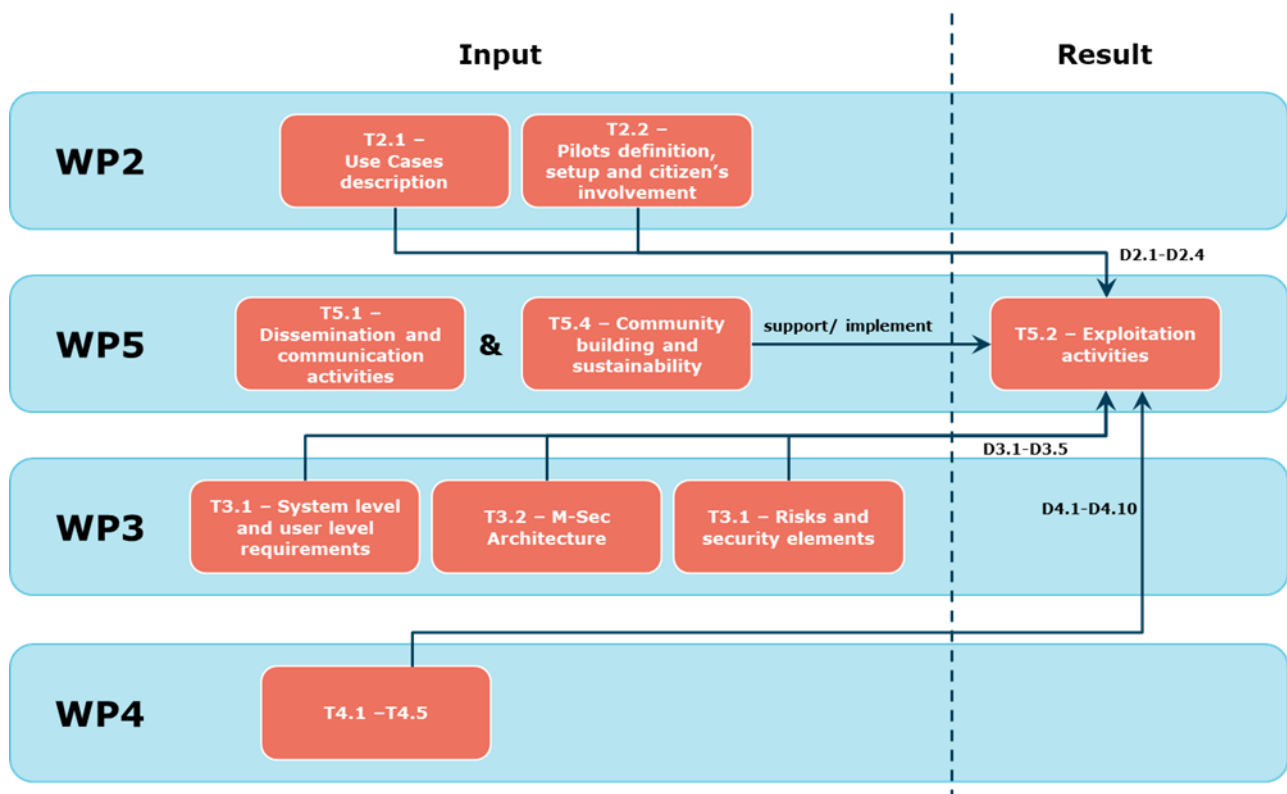 Input
Result
WP2
T2.1 –
Use Cases
description
T2.2 –
Pilots definition,
setup and citizen’s
involvement
D2.1-D2.4
WP5
T5.1 –
Dissemination and
communication
activities
&
T5.4 – Community
building and
sustainability
support/ implement
T5.2 – Exploitation
activities
D3.1-D3.5
WP3
T3.1 – System level
and user level
requirements
T3.2 – M-Sec
Architecture
T3.1 – Risks and
security elements
D4.1-D4.10
WP4
T4.1 –T4.5